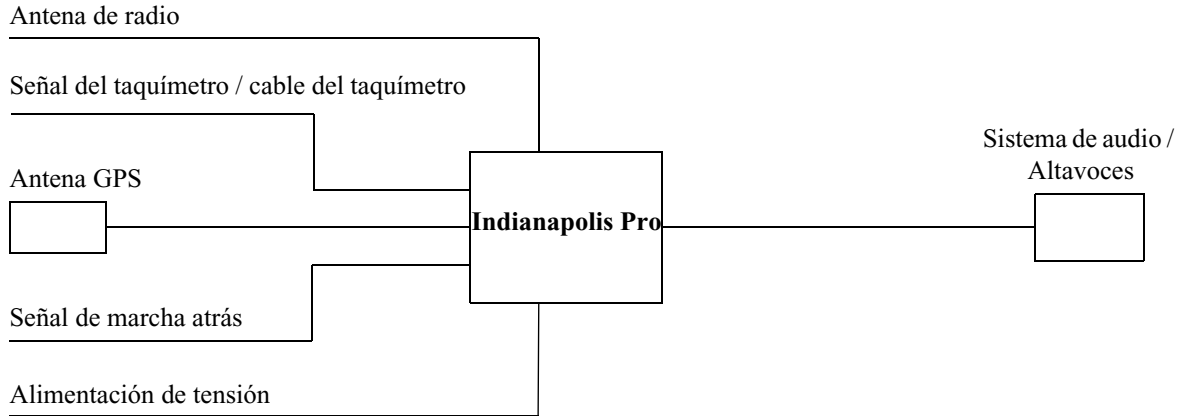 Antena de radio
Señal del taquímetro / cable del taquímetro
Sistema de audio /
Altavoces
Antena GPS
Indianapolis Pro
Señal de marcha atrás
Alimentación de tensión